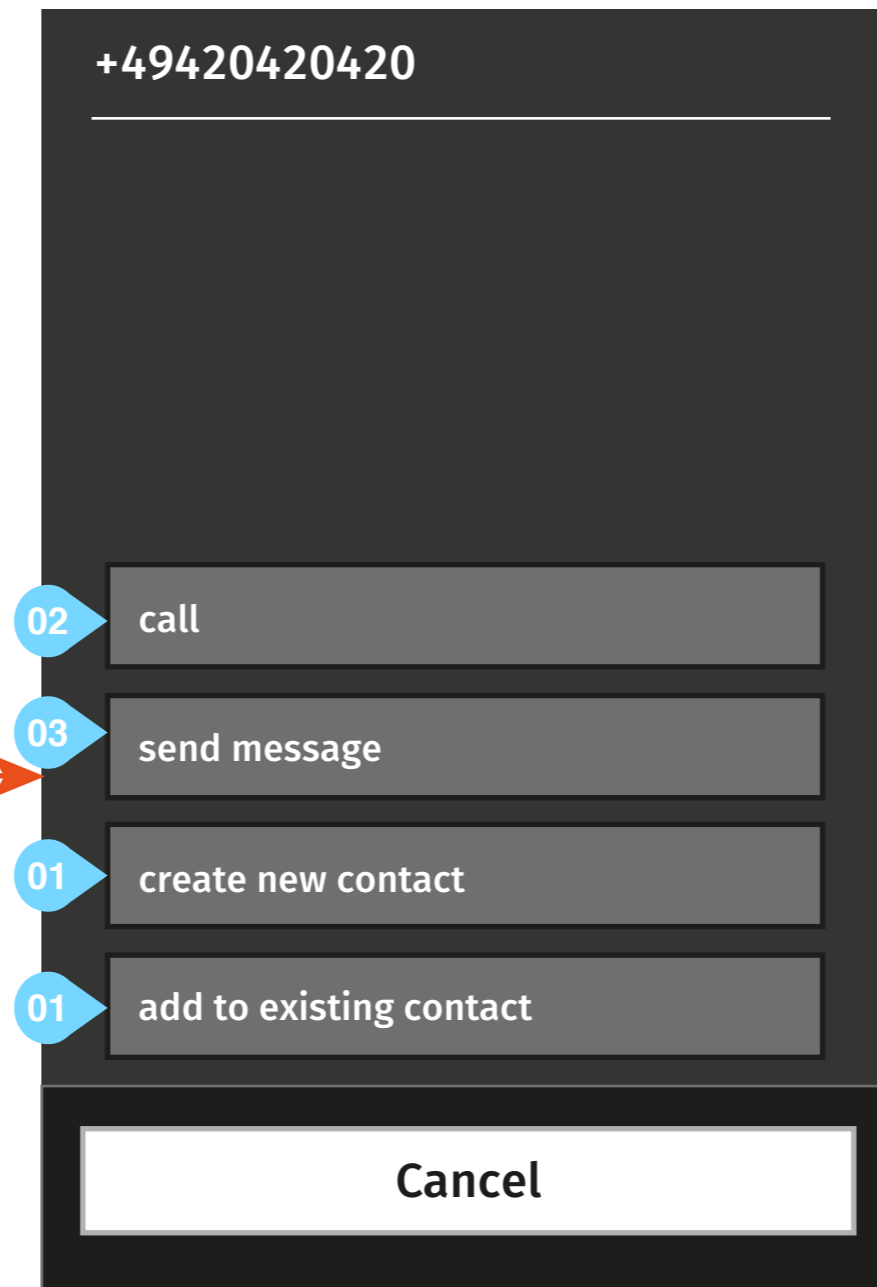 +49420420420
02 call
03 send message
01 create new contact
01 add to existing contact
Cancel